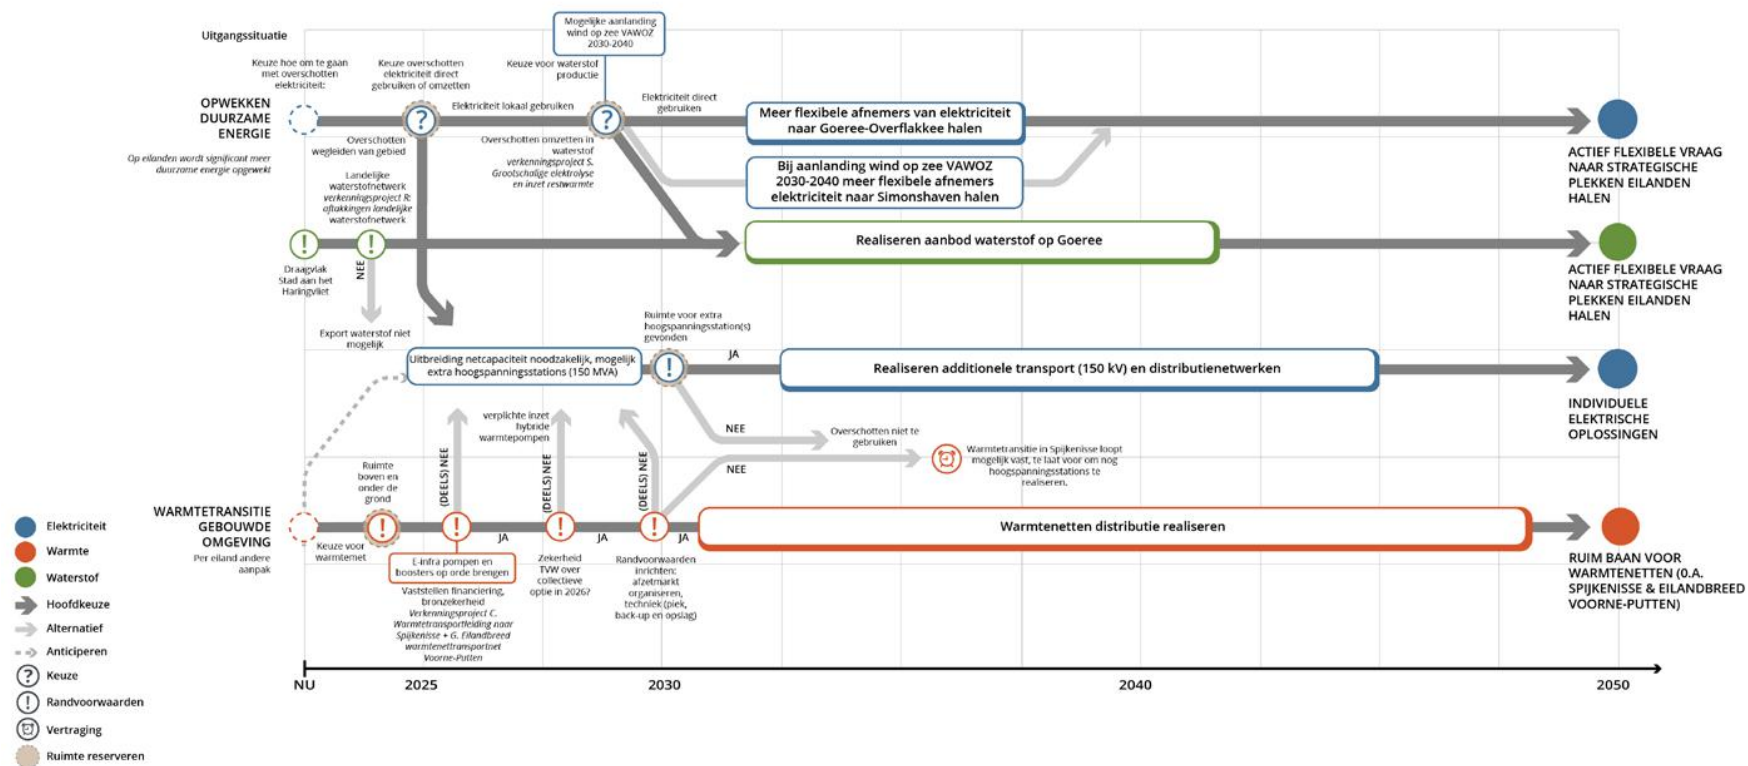 Uitgangssituatie
Mogelijke aanlanding
wind op zee VAWOZ
2030-2040
Keuze hoe om te gaan
met overschotten
elektriciteit:
Keuze overschotten
elektriciteit direct
gebruiken of omzetten
Keuze voor waterstof
productie
OPWEKKEN
DUURZAME
ENERGIE
Op eilanden wordt significant meer
duurzame energie opgewekt
?
Elektriciteit lokaal gebruiken
?
Elektriciteit direct
gebruiken
Meer flexibele afnemers van elektriciteit
naar Goeree-Overflakkee halen
Overschotten
wegleiden van gebied
Overschotten omzetten in
waterstof
verkenningsproject S.
Grootschalige elektrolyse
en inzet restwarmte
Bij aanlanding wind op zee VAWOZ
2030-2040 meer flexibele afnemers
elektriciteit naar Simonshaven halen
ACTIEF FLEXIBELE VRAAG
NAAR STRATEGISCHE
PLEKKEN EILANDEN
HALEN
Landelijke
waterstofnetwerk
verkenningsproject R:
aftakkingen landelijke
waterstofnetwerk
!
!
Realiseren aanbod waterstof op Goeree
Draagvlak
Stad aan het
Haringvliet
NEE
Export waterstof niet
mogelijk
ACTIEF FLEXIBELE VRAAG
NAAR STRATEGISCHE
PLEKKEN EILANDEN
HALEN
Ruimte voor extra
hoogspanningsstation(s)
gevonden
Uitbreiding netcapaciteit noodzakelijk, mogelijk
extra hoogspanningsstations (150 MVA)
!
JA
Realiseren additionele transport (150 kV) en distributienetwerken
INDIVIDUELE
ELEKTRISCHE
OPLOSSINGEN
verplichte inzet
hybride
warmtepompen
NEE
Overschotten niet te
gebruiken
NEE
Warmtetransitie in Spijkenisse loopt
mogelijk vast, te laat voor om nog
hoogspanningsstations te
realiseren.
Ruimte
boven en
onder de
grond
(DEELS) NEE
(DEELS) NEE
(DEELS) NEE
WARMTETRANSITIE
GEBOUWDE
OMGEVING
Per eiland andere
aanpak
Keuze voor
warmtemet
!
!
JA
!
JA
!
JA
Warmtenetten distributie realiseren
E-infra pompen en
boosters op orde brengen
Vaststellen financiering,
bronzekerheid
Verkenningsproject C.
Warmtetransportleiding naar
Spijkenisse + G. Eilandbreed
warmtenettransportnet
Voorne-Putten
Zekerheid
TVW over
collectieve
optie in 2026?
Randvoorwaarden
inrichten:
afzetmarkt
organiseren,
techniek (piek,
back-up en opslag)
RUIM BAAN VOOR
WARMTENETTEN (0.A.
SPIJKENISSE & EILANDBREED
VOORNE-PUTTEN)
NU
2025
2030
2040
2050
Elektriciteit
Warmte
Waterstof
Hoofdkeuze
Alternatief
Anticiperen
? Keuze
! Randvoorwaarden
Vertraging
Ruimte reserveren